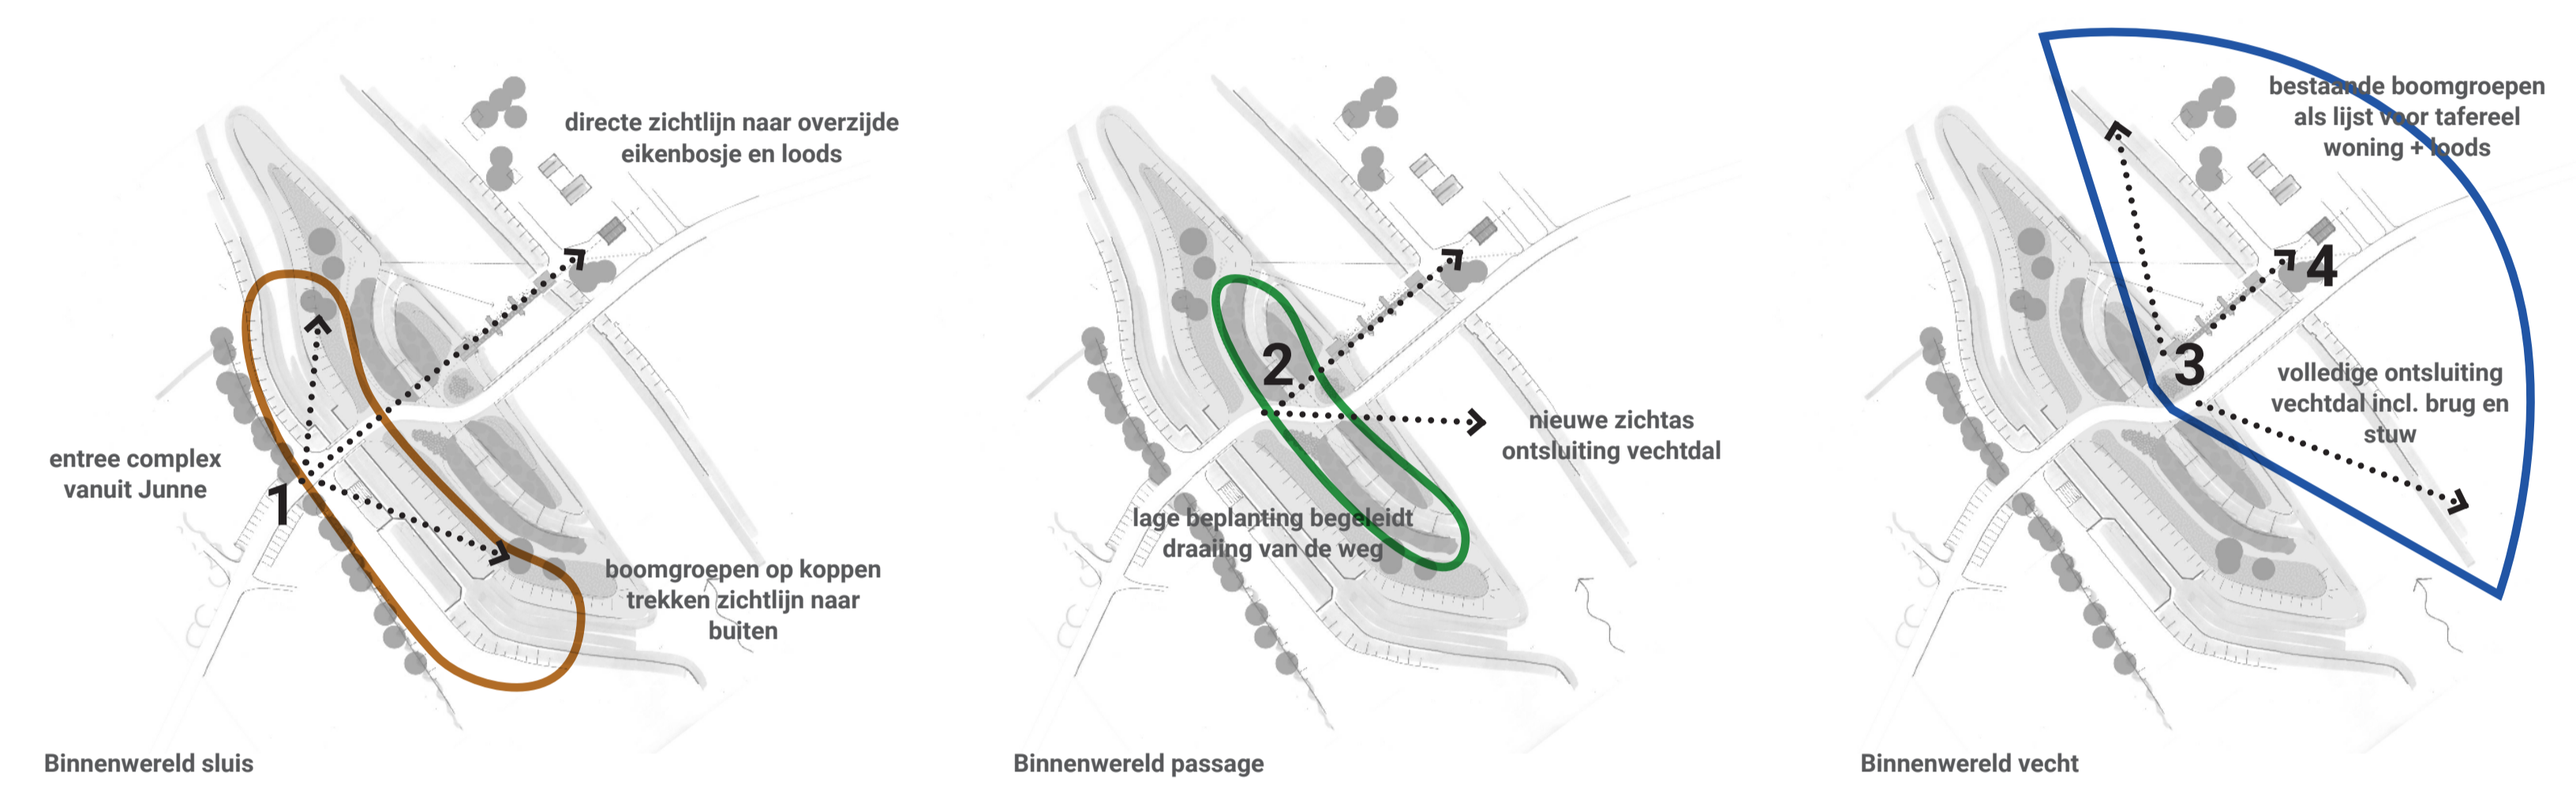 directe zichtlijn naar overzijde
eikenbosje en loods
entree complex
vanuit Junne
1
boomgroepen op koppen
trekken zichtlijn naar
buiten
Binnenwereld sluis
2
nieuwe zichtas
ontsluiting vechtdal
lage beplanting begeleidt
draaiing van de weg
Binnenwereld passage
bestaande boomgroepen
als lijst voor tafereel
woning + loods
4
3
volledige ontsluiting
vechtdal incl. brug en
stuw
Binnenwereld vecht